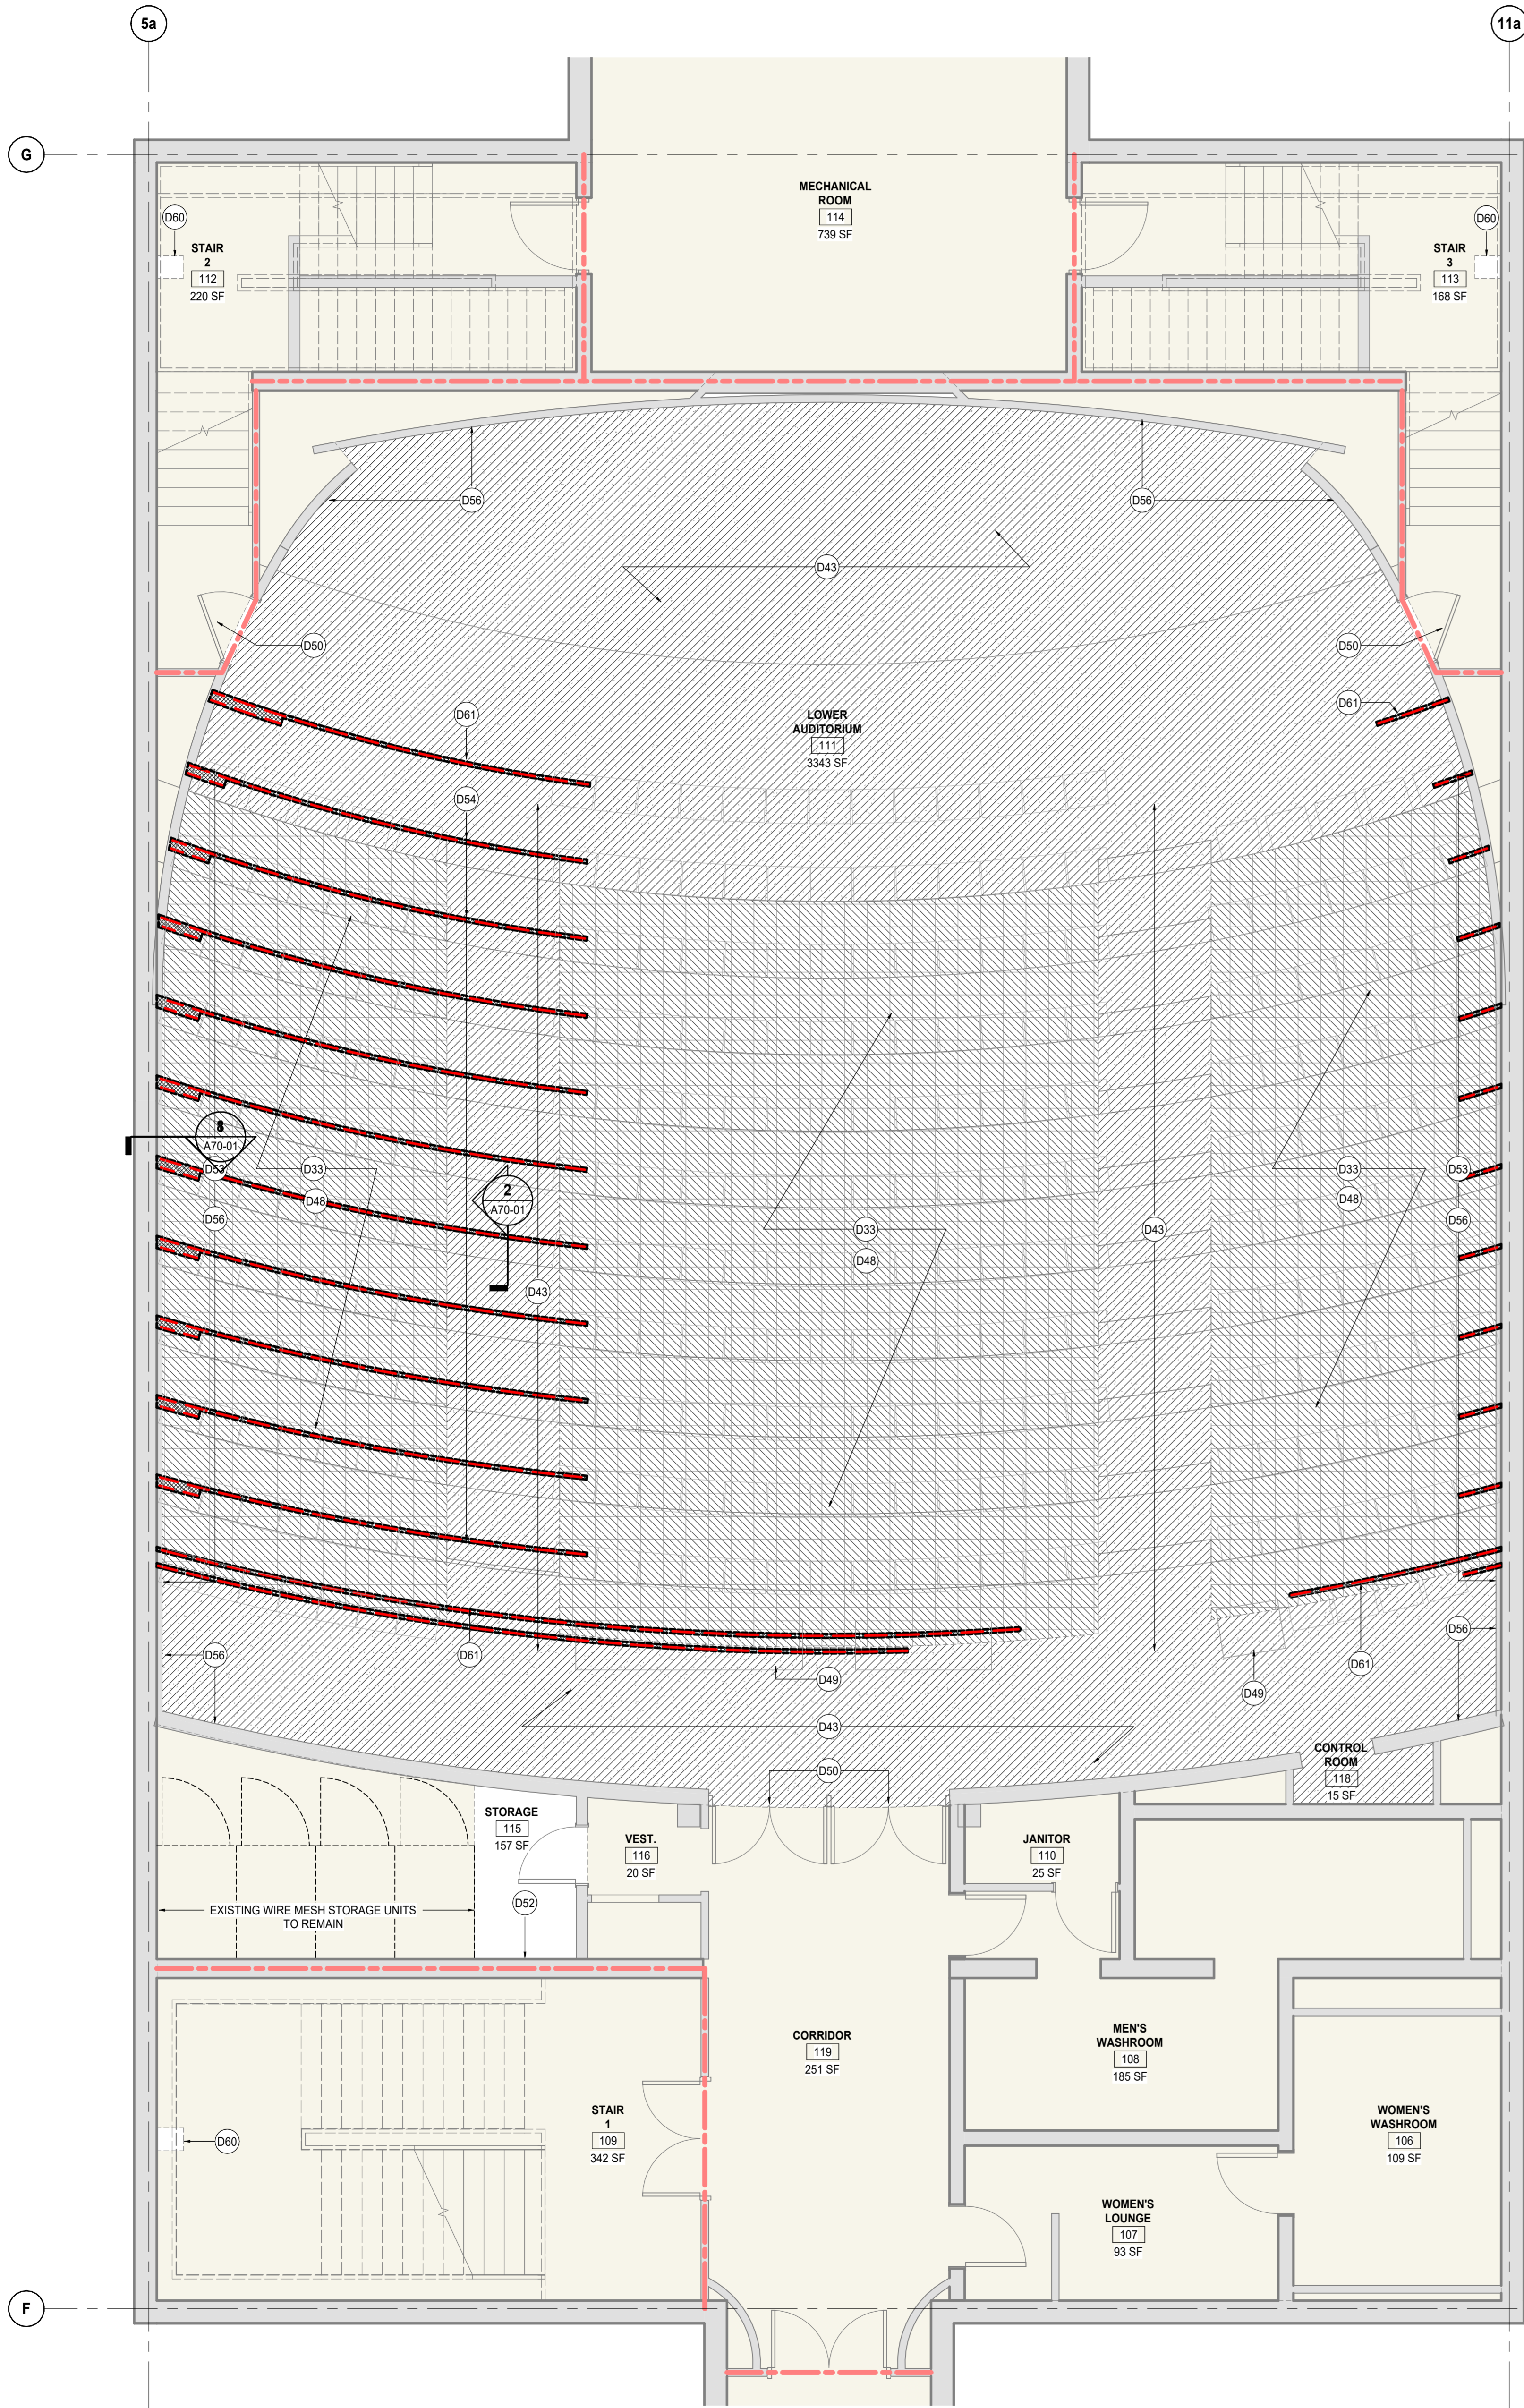 5a
11a
G
MECHANICAL
ROOM
114
739 SF
D60
STAIR
2
112
220 SF
D60
STAIR
3
113
168 SF
D56
D56
D43
D50
D50
D61
D61
LOWER
AUDITORIUM
111
3343 SF
D54
A70-01
D53
D33
D48
D56
2
A70-01
D43
D33
D48
D43
D33
D48
D53
D56
D56
D61
D49
D43
D50
D49
D61
D56
CONTROL
ROOM
118
15 SF
STORAGE
115
157 SF
VEST.
116
20 SF
JANITOR
110
25 SF
D52
EXISTING WIRE MESH STORAGE UNITS
TO REMAIN
CORRIDOR
119
251 SF
MEN'S
WASHROOM
108
185 SF
STAIR
1
109
342 SF
D60
WOMEN'S
WASHROOM
106
109 SF
WOMEN'S
LOUNGE
107
93 SF
F